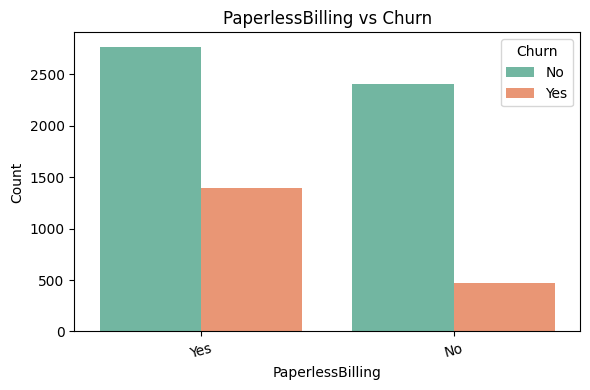 PaperlessBilling vs Churn
Churn
No
Yes
Count
2500
2000
1500
1000
500
0
Yes
No
PaperlessBilling